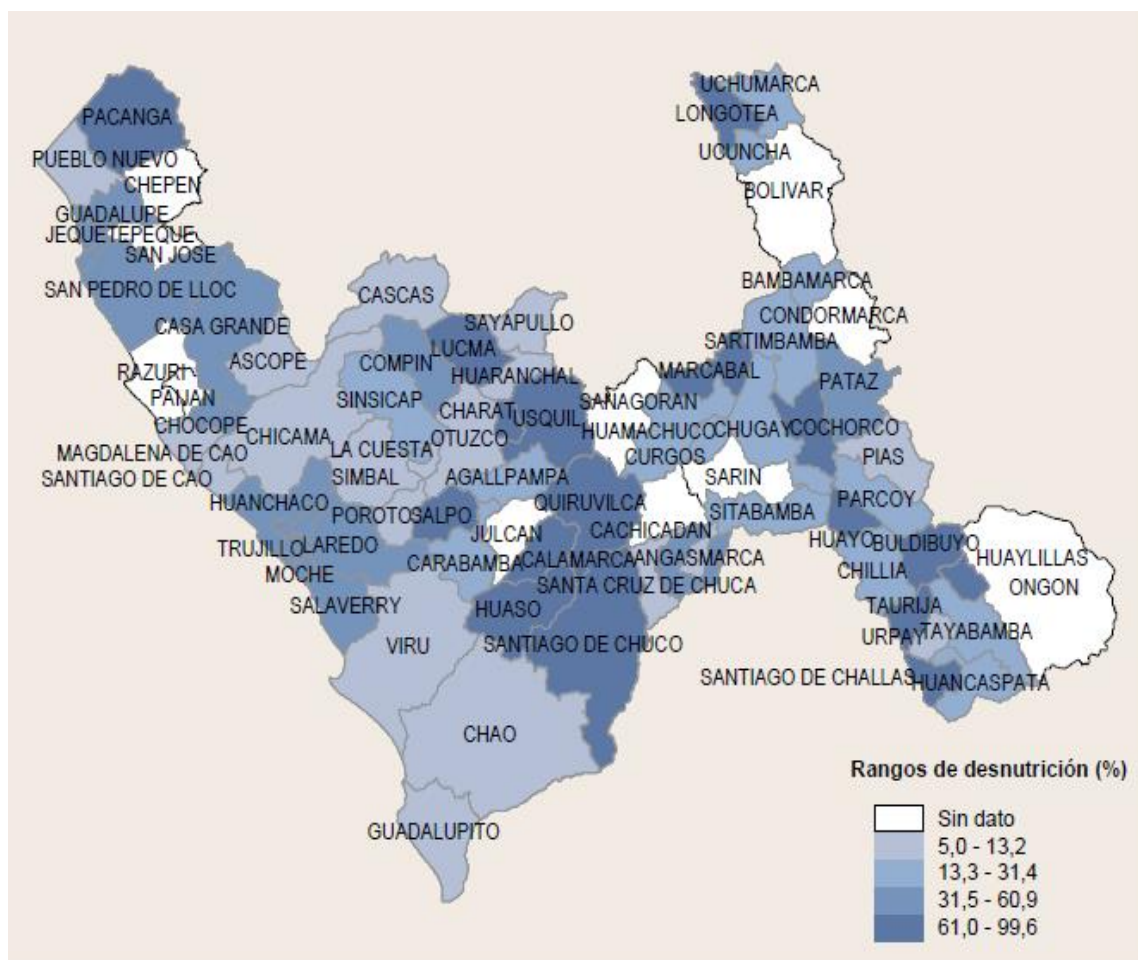 UCHUMARCA
PACANGA
LONGOTEA
PUEBLO NUEVO
UCUNCHA
CHEPEN
BOLIVAR
GUADALUPE
JEQUETEPEQUE
SAN JOSE
BAMBAMARCA
SAN PEDRO DE LLOC
CASCAS
CONDORMARCA
CASA GRANDE
SAYAPULLO
SARTIMBAMBA
LUCMA
ASCOPE
COMPIN
RAZURI
HUARANCHAL
MARCABAL
PATAZ
PAIJAN
SINSICAP
SANAGORAN
CHOCOPE
CHARAT
USQUIL
CHICAMA
HUAMACHUCO
CHUGAY
COCHORCO
OTUZCO
MAGDALENA DE CAO
LA CUESTA
CURGOS
PIAS
SANTIAGO DE CAO
SIMBAL
AGALLPAMPA
SARIN
HUANCHACO
QUIRUVILCA
PARCOY
POROTO
SALPO
SITABAMBA
CACHICADAN
JULCAN
HUAYO
BULDIBUYO
TRUJILLO
LAREDO
HUAYLILLAS
CARABAMBA
CALAMARCA
ANGASMARCA
MOCHE
CHILLIA
ONGON
SANTA CRUZ DE CHUCA
SALAVERRY
HUASO
TAURIJA
TAYABAMBA
URPAY
VIRU
SANTIAGO DE CHUCO
SANTIAGO DE CHALLAS
HUANCASPATA
CHAO
GUADALUPITO
Rangos de desnutrición (%)
Sin dato
5,0 - 13,2
13,3 - 31,4
31,5 - 60,9
61,0 - 99,6